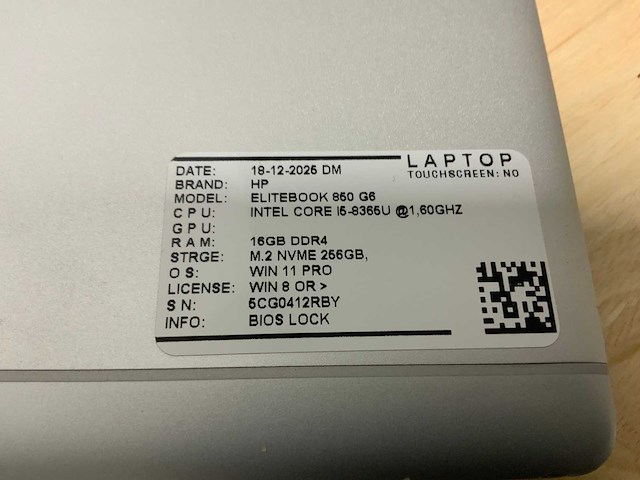 LAPTOP
TOUCHSCREEN: NO
DATE: 18-12-2025 DM
BRAND: HP
MODEL: ELITEBOOK 850 G6
CPU: INTEL CORE I5-8365U @1,60GHZ
GPU:
RAM: 16GB DDR4
STRGE: M.2 NVME 256GB,
OS: WIN 11 PRO
LICENSE: WIN 8 OR >
SN: 5CG0412RBY
INFO: BIOS LOCK